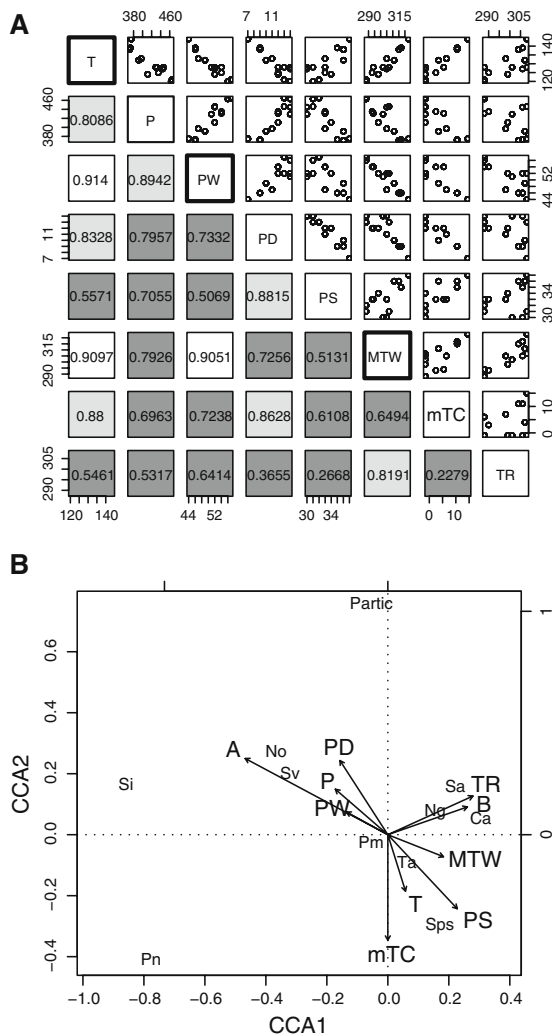 A
380 460 7 11 290 315 290 305
T 120 140
380 460 0.8086 P
0.914 0.8942 PW 44 52
7 11 0.8328 0.7957 0.7332 PD
0.5571 0.7055 0.5069 0.8815 PS 30 34
290 315 0.9097 0.7926 0.9051 0.7256 0.5131 MTW
0.88 0.6963 0.7238 0.8628 0.6108 0.6494 mTC 0 5 10 15
290 305 0.5461 0.5317 0.6414 0.3655 0.2668 0.8191 0.2279 TR
120 140 44 52 30 34 0 10
B
Partic 1
0.6
0.4
A No PD
Sv
CCA2 0.2 Si P Sa TR
PW Ng B
Ca
0.0 Pm 0
Ta MTW
−0.2 T PS
Sps
−0.4 Pn mTC
−1.0 −0.8 −0.6 −0.4 −0.2 0.0 0.2 0.4
CCA1